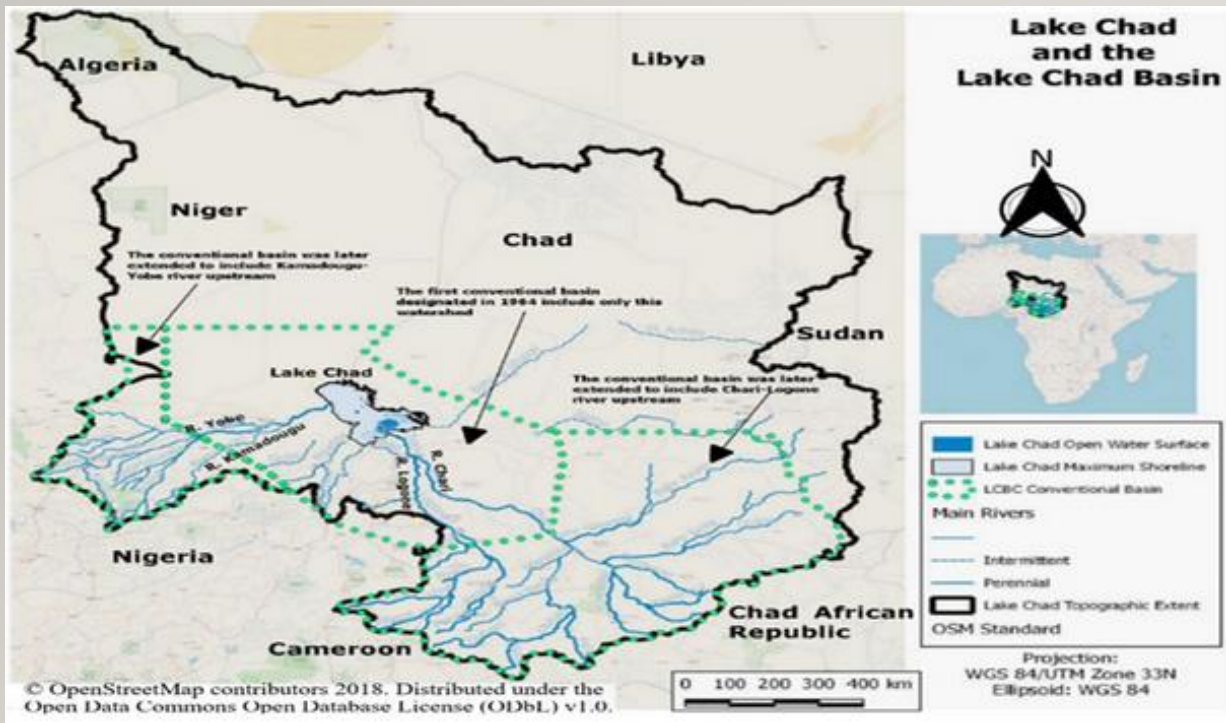 Lake Chad
and the
Lake Chad Basin
Algeria
Libya
Niger
Chad
The conventional basin was later
extended to include Kamadougu-
Yobe river upstream
The first conventional basin
designated in 1964 include only this
watershed
Sudan
Lake Chad
The conventional basin was later
extended to include Chari-Logone
river upstream
R. Yobe
R. Kamadougu
R. Logone
R. Chari
Nigeria
Cameroon
Chad African
Republic
N
Lake Chad Open Water Surface
Lake Chad Maximum Shoreline
LCBC Conventional Basin
Main Rivers
Intermittent
Perennial
Lake Chad Topographic Extent
OSM Standard
Projection:
WGS 84/UTM Zone 33N
Ellipsoid: WGS 84
0 100 200 300 400 km
© OpenStreetMap contributors 2018. Distributed under the
Open Data Commons Open Database License (ODbL) v1.0.